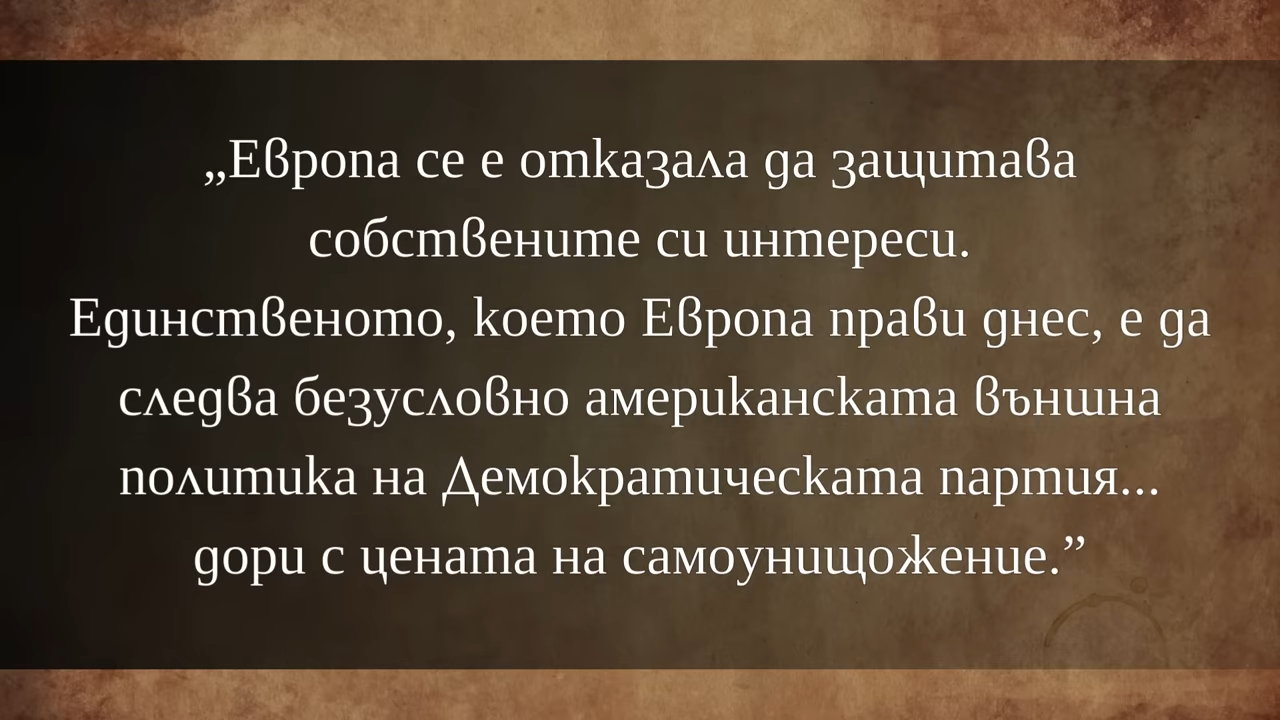 „Европа се е отказала да защитава
собствените си интереси.
Единственото, което Европа прави днес, е да
следва безусловно американската външна
политика на Демократическата партия...
дори с цената на самоунищожение.”